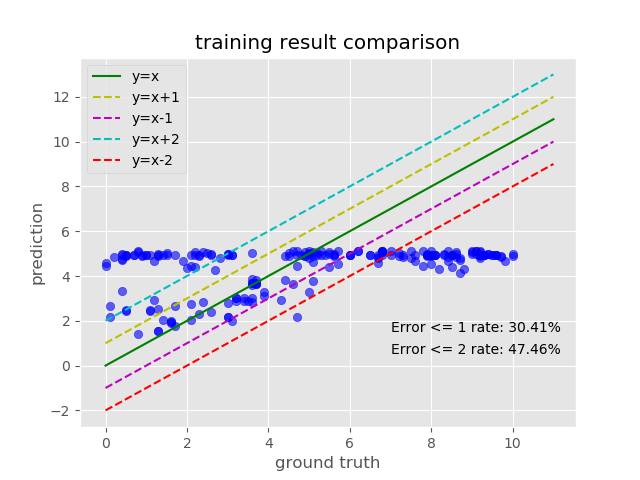 training result comparison
y=x
y=x+1
y=x-1
y=x+2
y=x-2
12
10
8
6
4
2
0
−2
prediction
Error <= 1 rate: 30.41%
Error <= 2 rate: 47.46%
0 2 4 6 8 10
ground truth